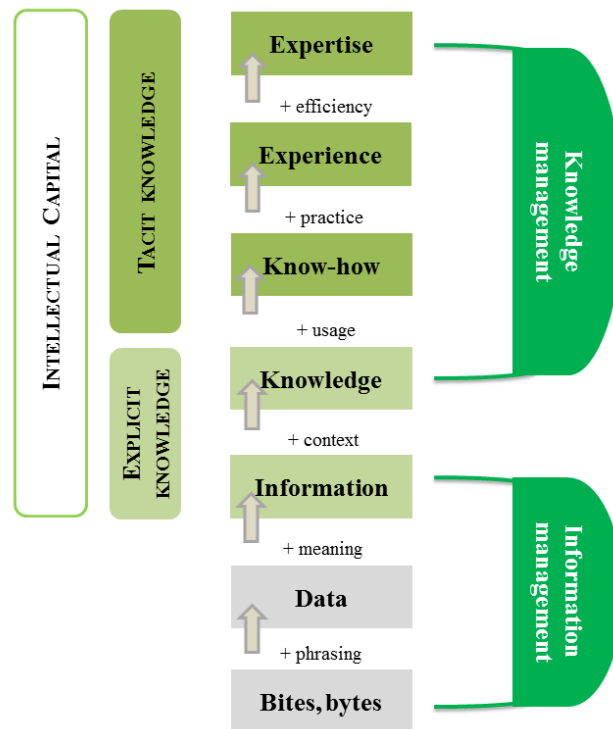 INTELLECTUAL CAPITAL
TACIT KNOWLEDGE
EXPLICIT
KNOWLEDGE
Expertise
+ efficiency
Experience
+ practice
Know-how
+ usage
Knowledge
+ context
Information
+ meaning
Data
+ phrasing
Bites, bytes
Knowledge
management
Information
management